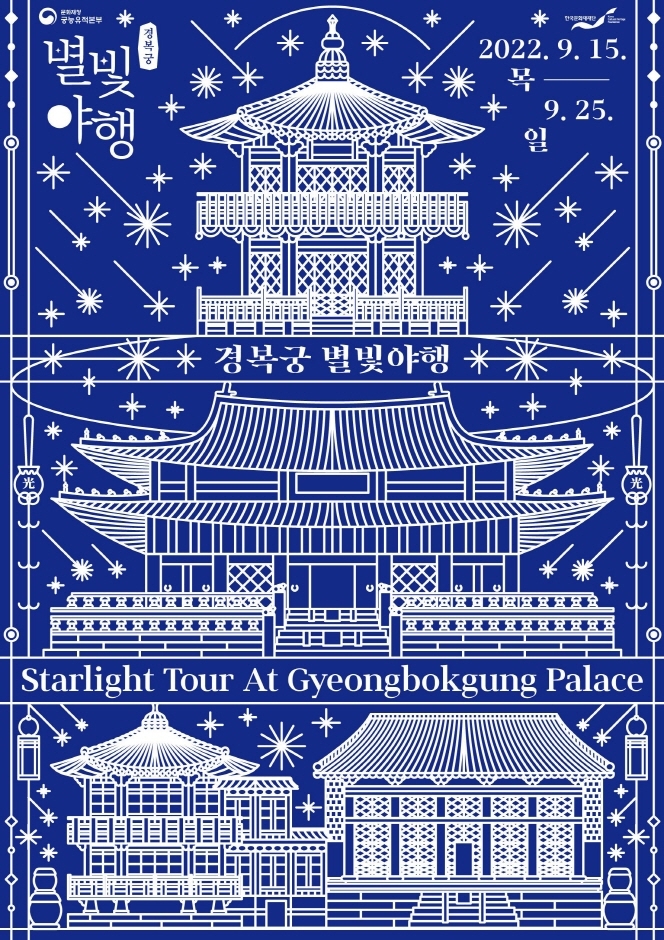 문화재청
궁능유적본부
한국문화재재단
별빛
야행
경복궁
2022. 9. 15.
목
9. 25.
일
경복궁 별빛야행
光
光
Starlight Tour At Gyeongbokgung Palace